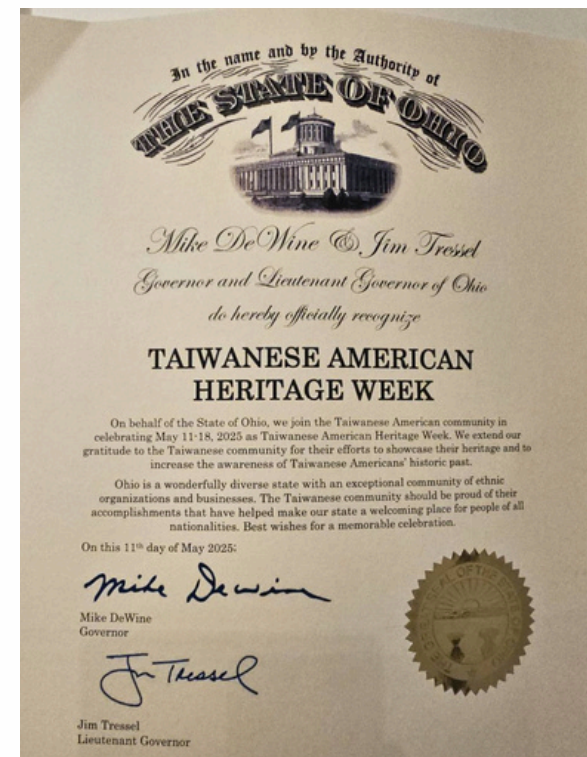 In the name and by the Authority of
THE STATE OF OHIO
Mike DeWine & Jim Tressel
Governor and Lieutenant Governor of Ohio
do hereby officially recognize
TAIWANESE AMERICAN
HERITAGE WEEK
On behalf of the State of Ohio, we join the Taiwanese American community in
celebrating May 11-18, 2025 as Taiwanese American Heritage Week. We extend our
gratitude to the Taiwanese community for their efforts to showcase their heritage and to
increase the awareness of Taiwanese Americans' historic past.
Ohio is a wonderfully diverse state with an exceptional community of ethnic
organizations and businesses. The Taiwanese community should be proud of their
accomplishments that have helped make our state a welcoming place for people of all
nationalities. Best wishes for a memorable celebration.
On this 11th day of May 2025:
Mike DeWine
Mike DeWine
Governor
Jim Tressel
Jim Tressel
Lieutenant Governor